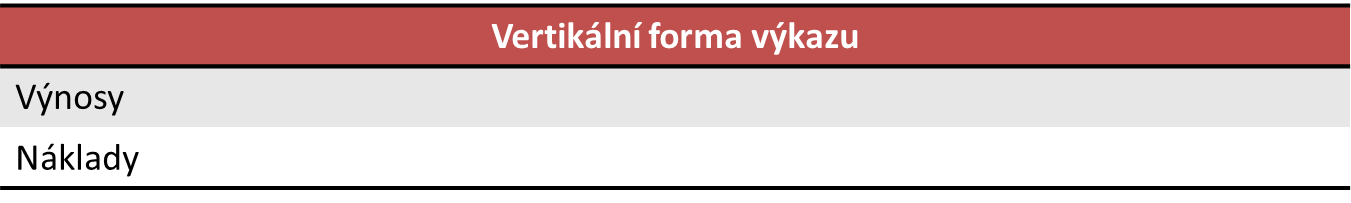 Vertikální forma výkazu
Výnosy
Náklady